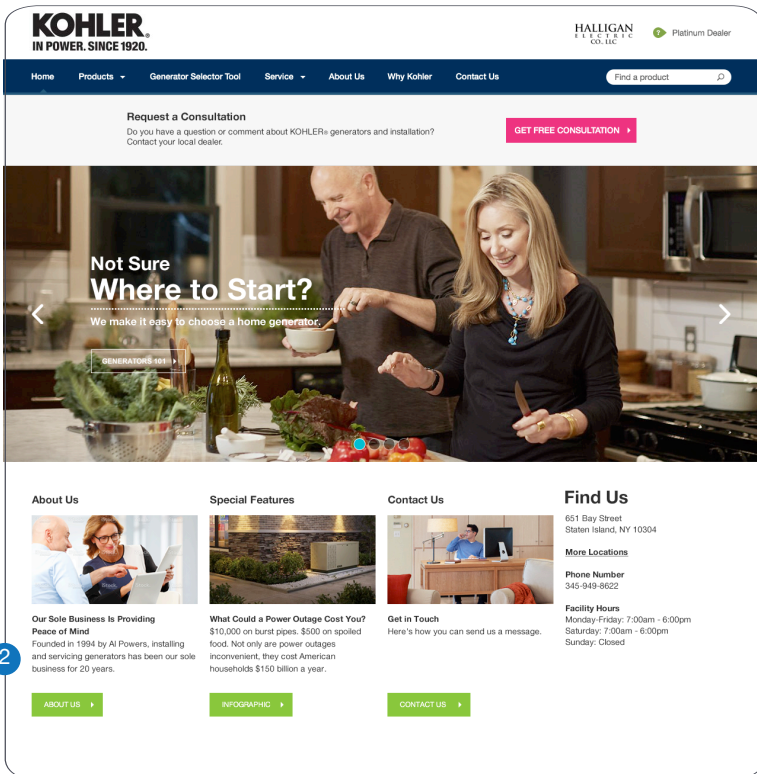 KOHLER®
IN POWER. SINCE 1920.
HALLIGAN
ELECTRIC
CO. LLC
?
Platinum Dealer
Home
Products
Generator Selector Tool
Service
About Us
Why Kohler
Contact Us
Find a product
Request a Consultation
Do you have a question or comment about KOHLER® generators and installation?
Contact your local dealer.
GET FREE CONSULTATION
Not Sure
Where to Start?
We make it easy to choose a home generator.
GENERATORS 101
About Us
Our Sole Business Is Providing
Peace of Mind
Founded in 1994 by Al Powers, installing
and servicing generators has been our sole
business for 20 years.
ABOUT US
Special Features
What Could a Power Outage Cost You?
$10,000 on burst pipes. $500 on spoiled
food. Not only are power outages
inconvenient, they cost American
households $150 billion a year.
INFOGRAPHIC
Contact Us
Get in Touch
Here's how you can send us a message.
CONTACT US
Find Us
651 Bay Street
Staten Island, NY 10304
More Locations
Phone Number
345-949-8622
Facility Hours
Monday-Friday: 7:00am - 6:00pm
Saturday: 7:00am - 6:00pm
Sunday: Closed
2